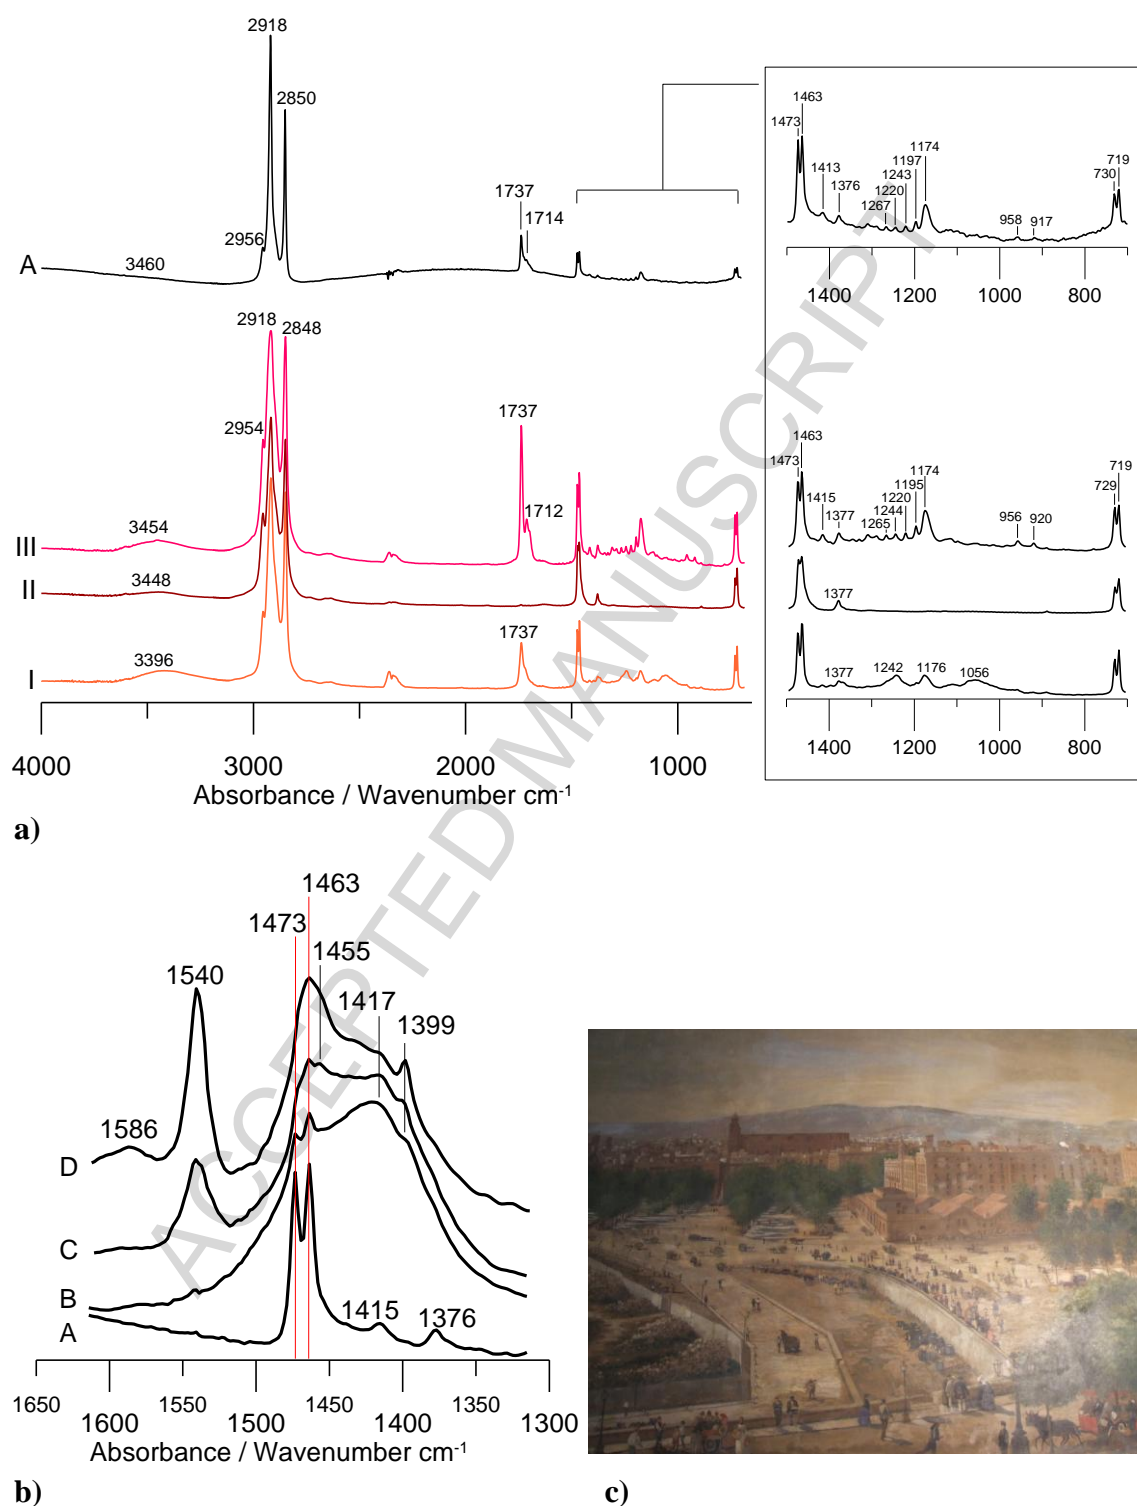 2918
2850
1737
1714
2956
3460
A
1463
1473
1174
1197
1413
1243
1376
1220
1267
719
730
958
917
1400 1200 1000 800
2918
2848
1737
2954
1712
3454
III
3448
II
1737
3396
I
4000 3000 2000 1000
Absorbance / Wavenumber cm-1
1463
1473
1174
1195
1220
1415
1244
1377
1265
719
729
956
920
1377
1377
1242
1176
1056
1400 1200 1000 800
a)
ACCEPTED MANUSCRIPT
1463
1473
1455
1540
1417
1399
1586
D
C
B
A
1415
1376
1650 1550 1450 1350
1600 1500 1400 1300
Absorbance / Wavenumber cm-1
b)
c)